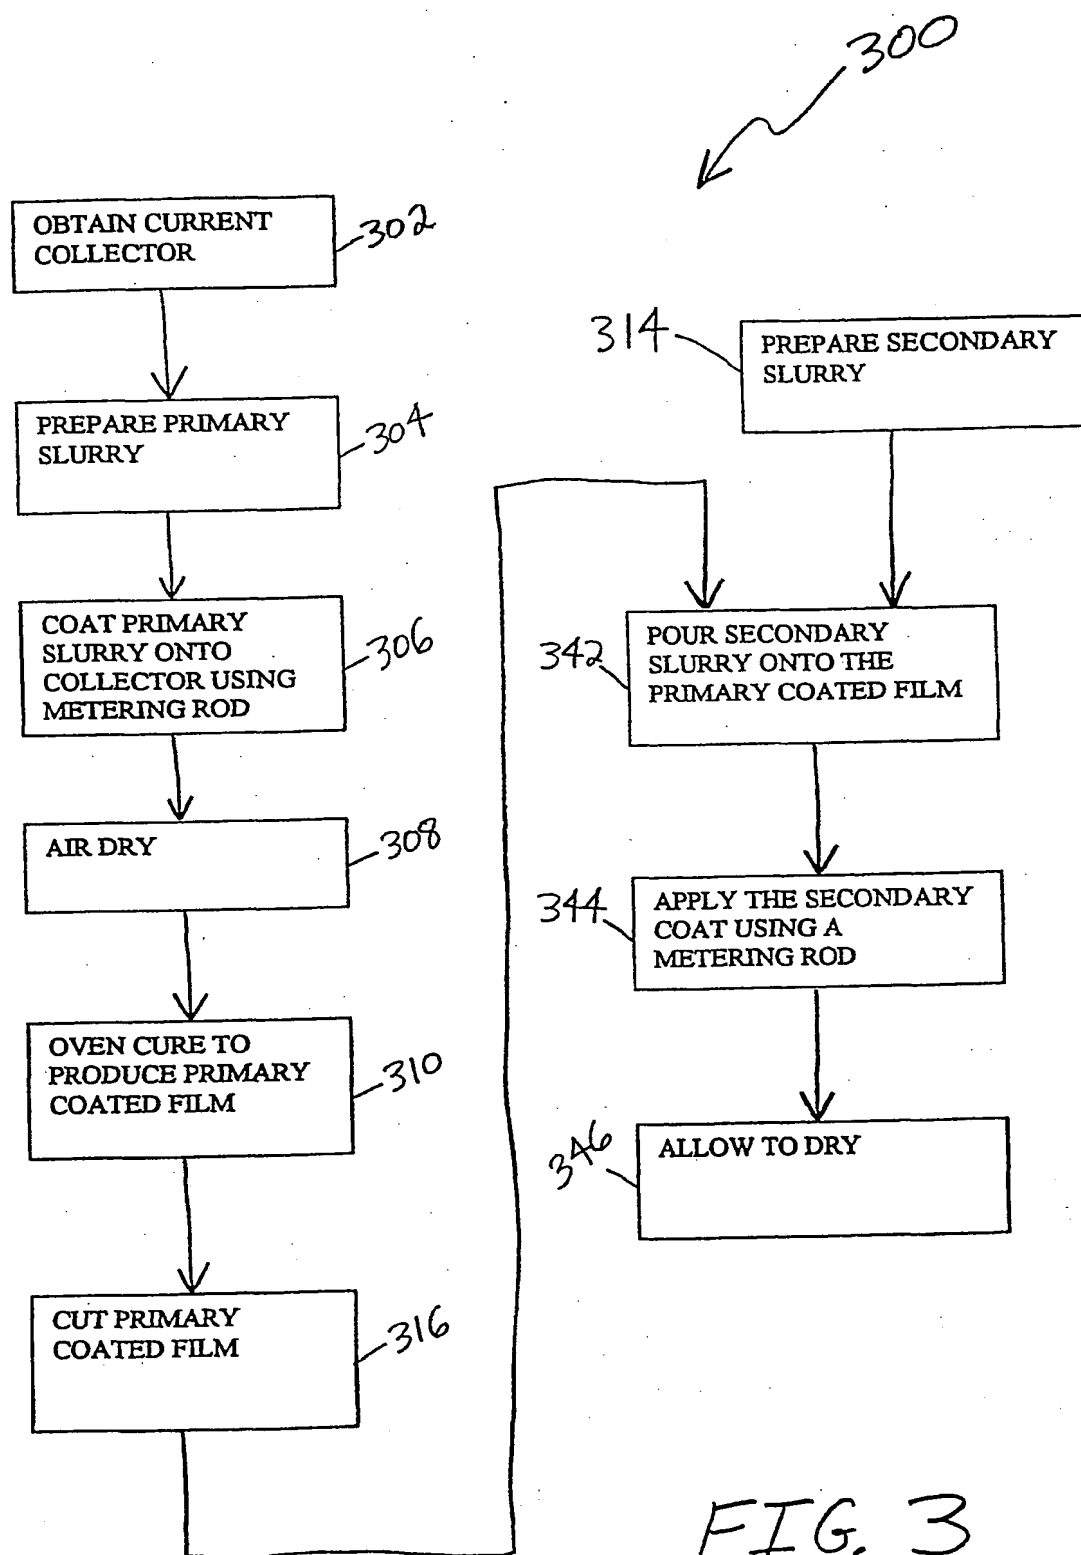 300
OBTAIN CURRENT
COLLECTOR
302
PREPARE PRIMARY
SLURRY
304
COAT PRIMARY
SLURRY ONTO
COLLECTOR USING
METERING ROD
306
AIR DRY
308
OVEN CURE TO
PRODUCE PRIMARY
COATED FILM
310
CUT PRIMARY
COATED FILM
316
314
PREPARE SECONDARY
SLURRY
342
POUR SECONDARY
SLURRY ONTO THE
PRIMARY COATED FILM
344
APPLY THE SECONDARY
COAT USING A
METERING ROD
346
ALLOW TO DRY
FIG. 3